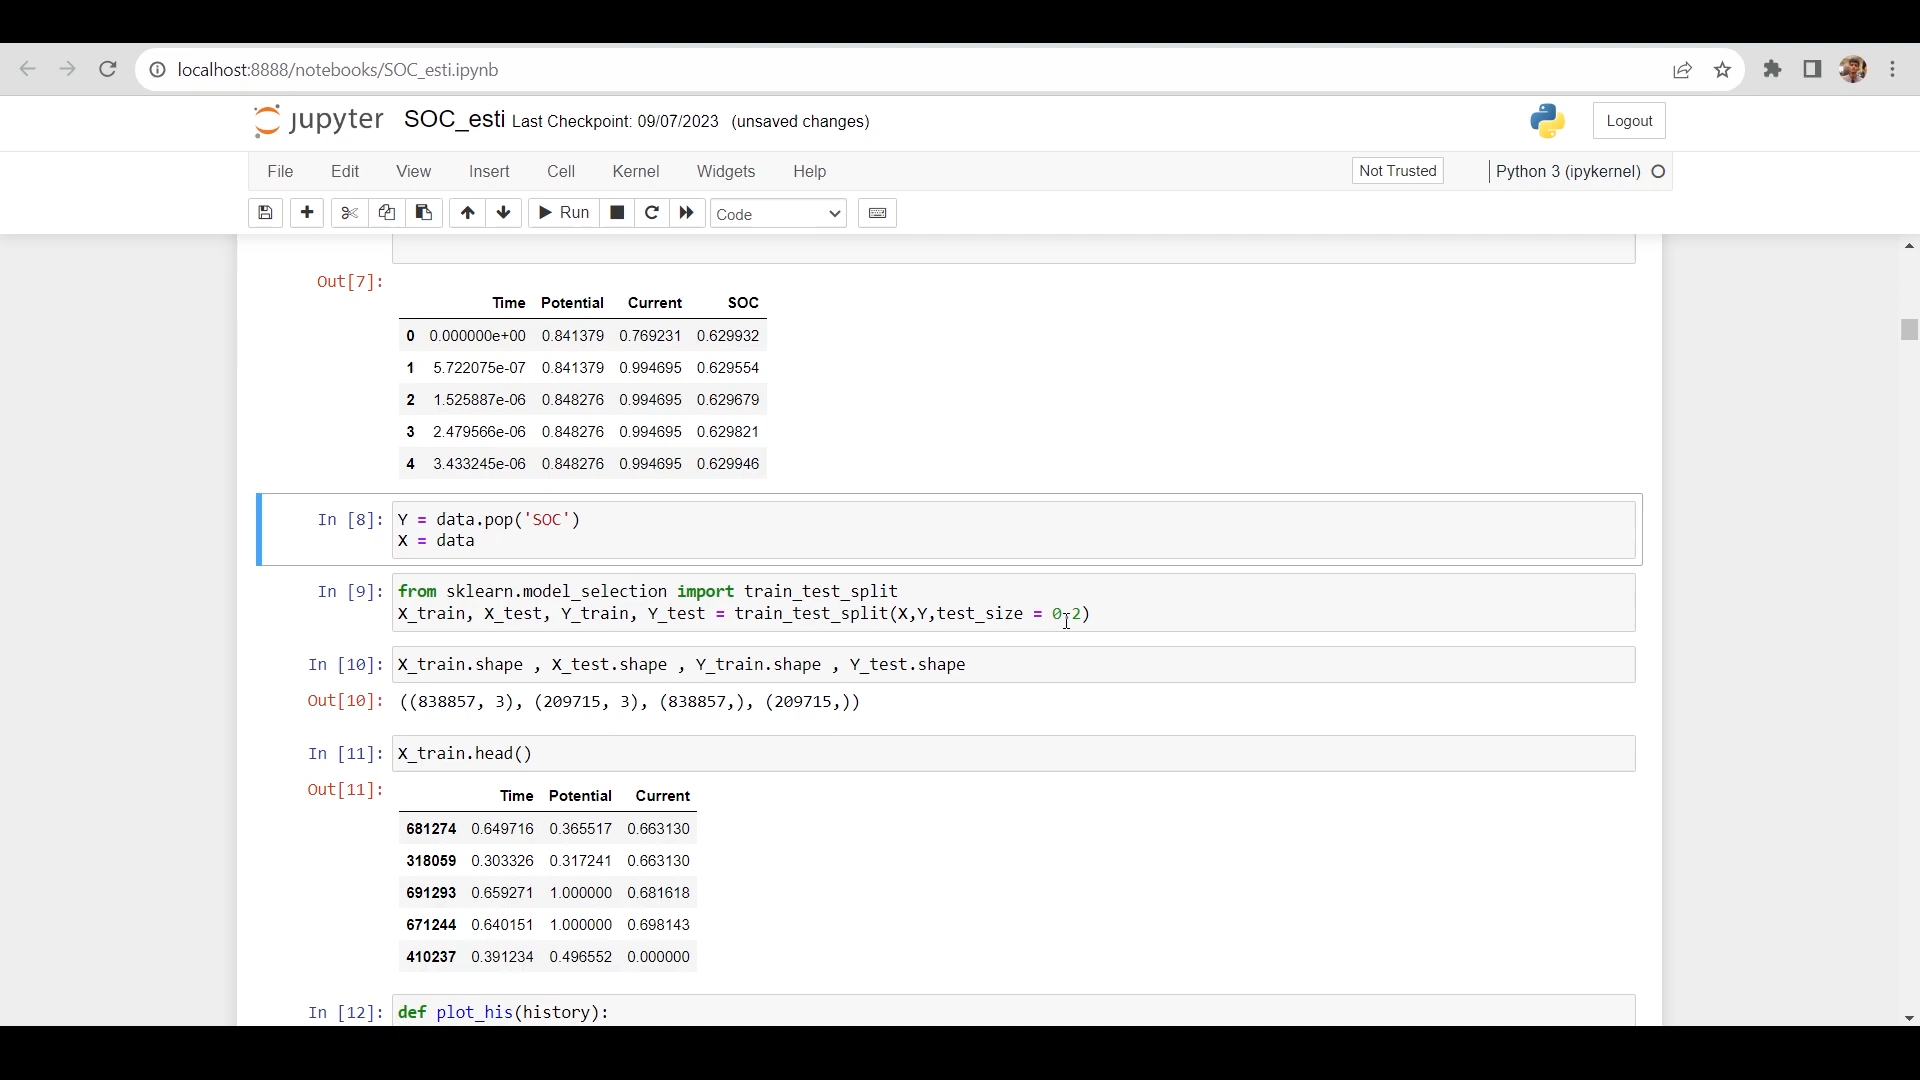 localhost:8888/notebooks/SOC_esti.ipynb
jupyter SOC_esti Last Checkpoint: 09/07/2023 (unsaved changes) Logout
File Edit View Insert Cell Kernel Widgets Help Not Trusted Python 3 (ipykernel)
Run Code
Out[7]:
Time Potential Current SOC
0 0.000000e+00 0.841379 0.769231 0.629932
1 5.722075e-07 0.841379 0.994695 0.629554
2 1.525887e-06 0.848276 0.994695 0.629679
3 2.479566e-06 0.848276 0.994695 0.629821
4 3.433245e-06 0.848276 0.994695 0.629946
In [8]: Y = data.pop('SOC')
X = data
In [9]: from sklearn.model_selection import train_test_split
X_train, X_test, Y_train, Y_test = train_test_split(X,Y,test_size = 0.2)
In [10]: X_train.shape , X_test.shape , Y_train.shape , Y_test.shape
Out[10]: ((838857, 3), (209715, 3), (838857,), (209715,))
In [11]: X_train.head()
Out[11]:
Time Potential Current
681274 0.649716 0.365517 0.663130
318059 0.303326 0.317241 0.663130
691293 0.659271 1.000000 0.681618
671244 0.640151 1.000000 0.698143
410237 0.391234 0.496552 0.000000
In [12]: def plot_his(history):